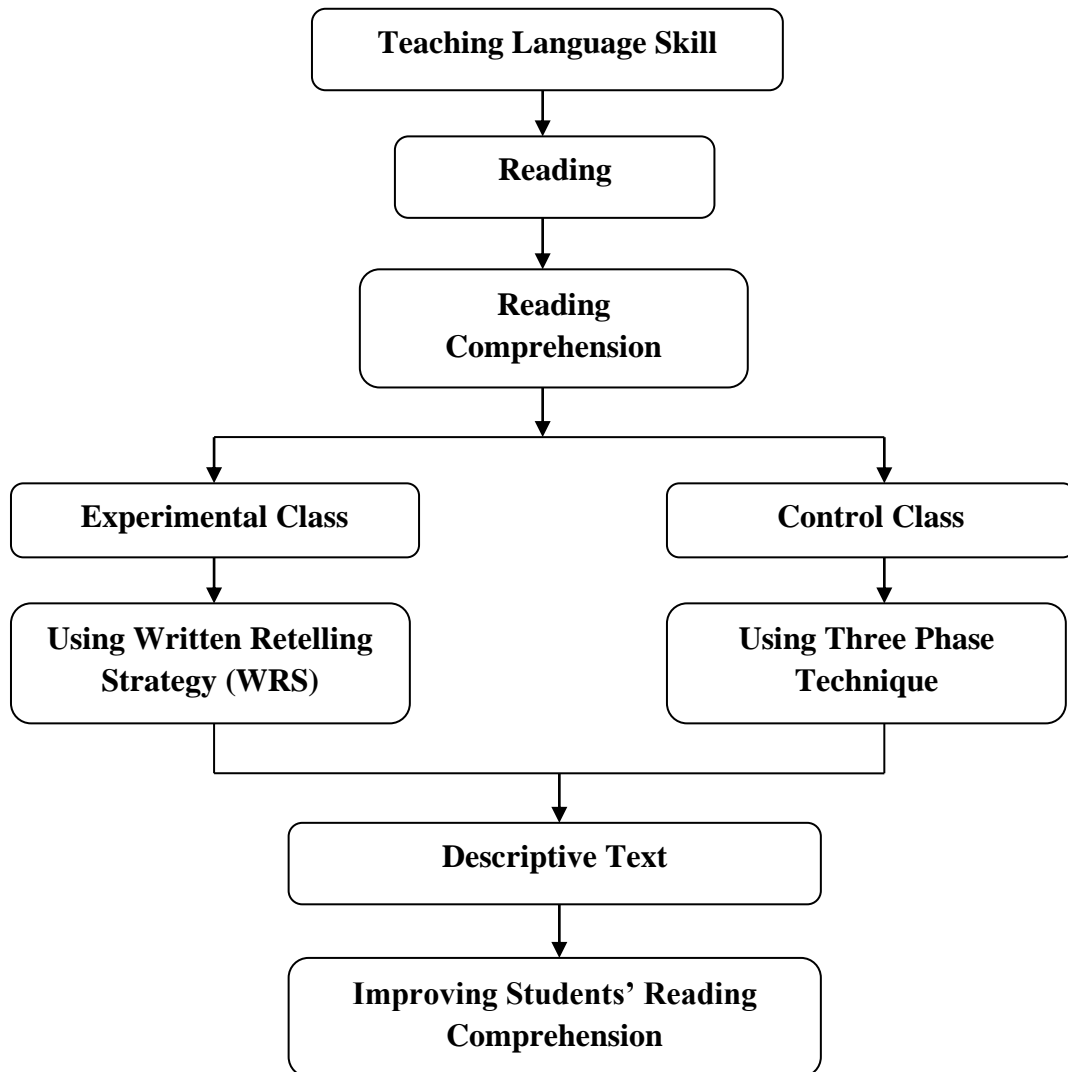 Teaching Language Skill
Reading
Reading
Comprehension
Experimental Class
Control Class
Using Written Retelling
Strategy (WRS)
Using Three Phase
Technique
Descriptive Text
Improving Students’ Reading
Comprehension